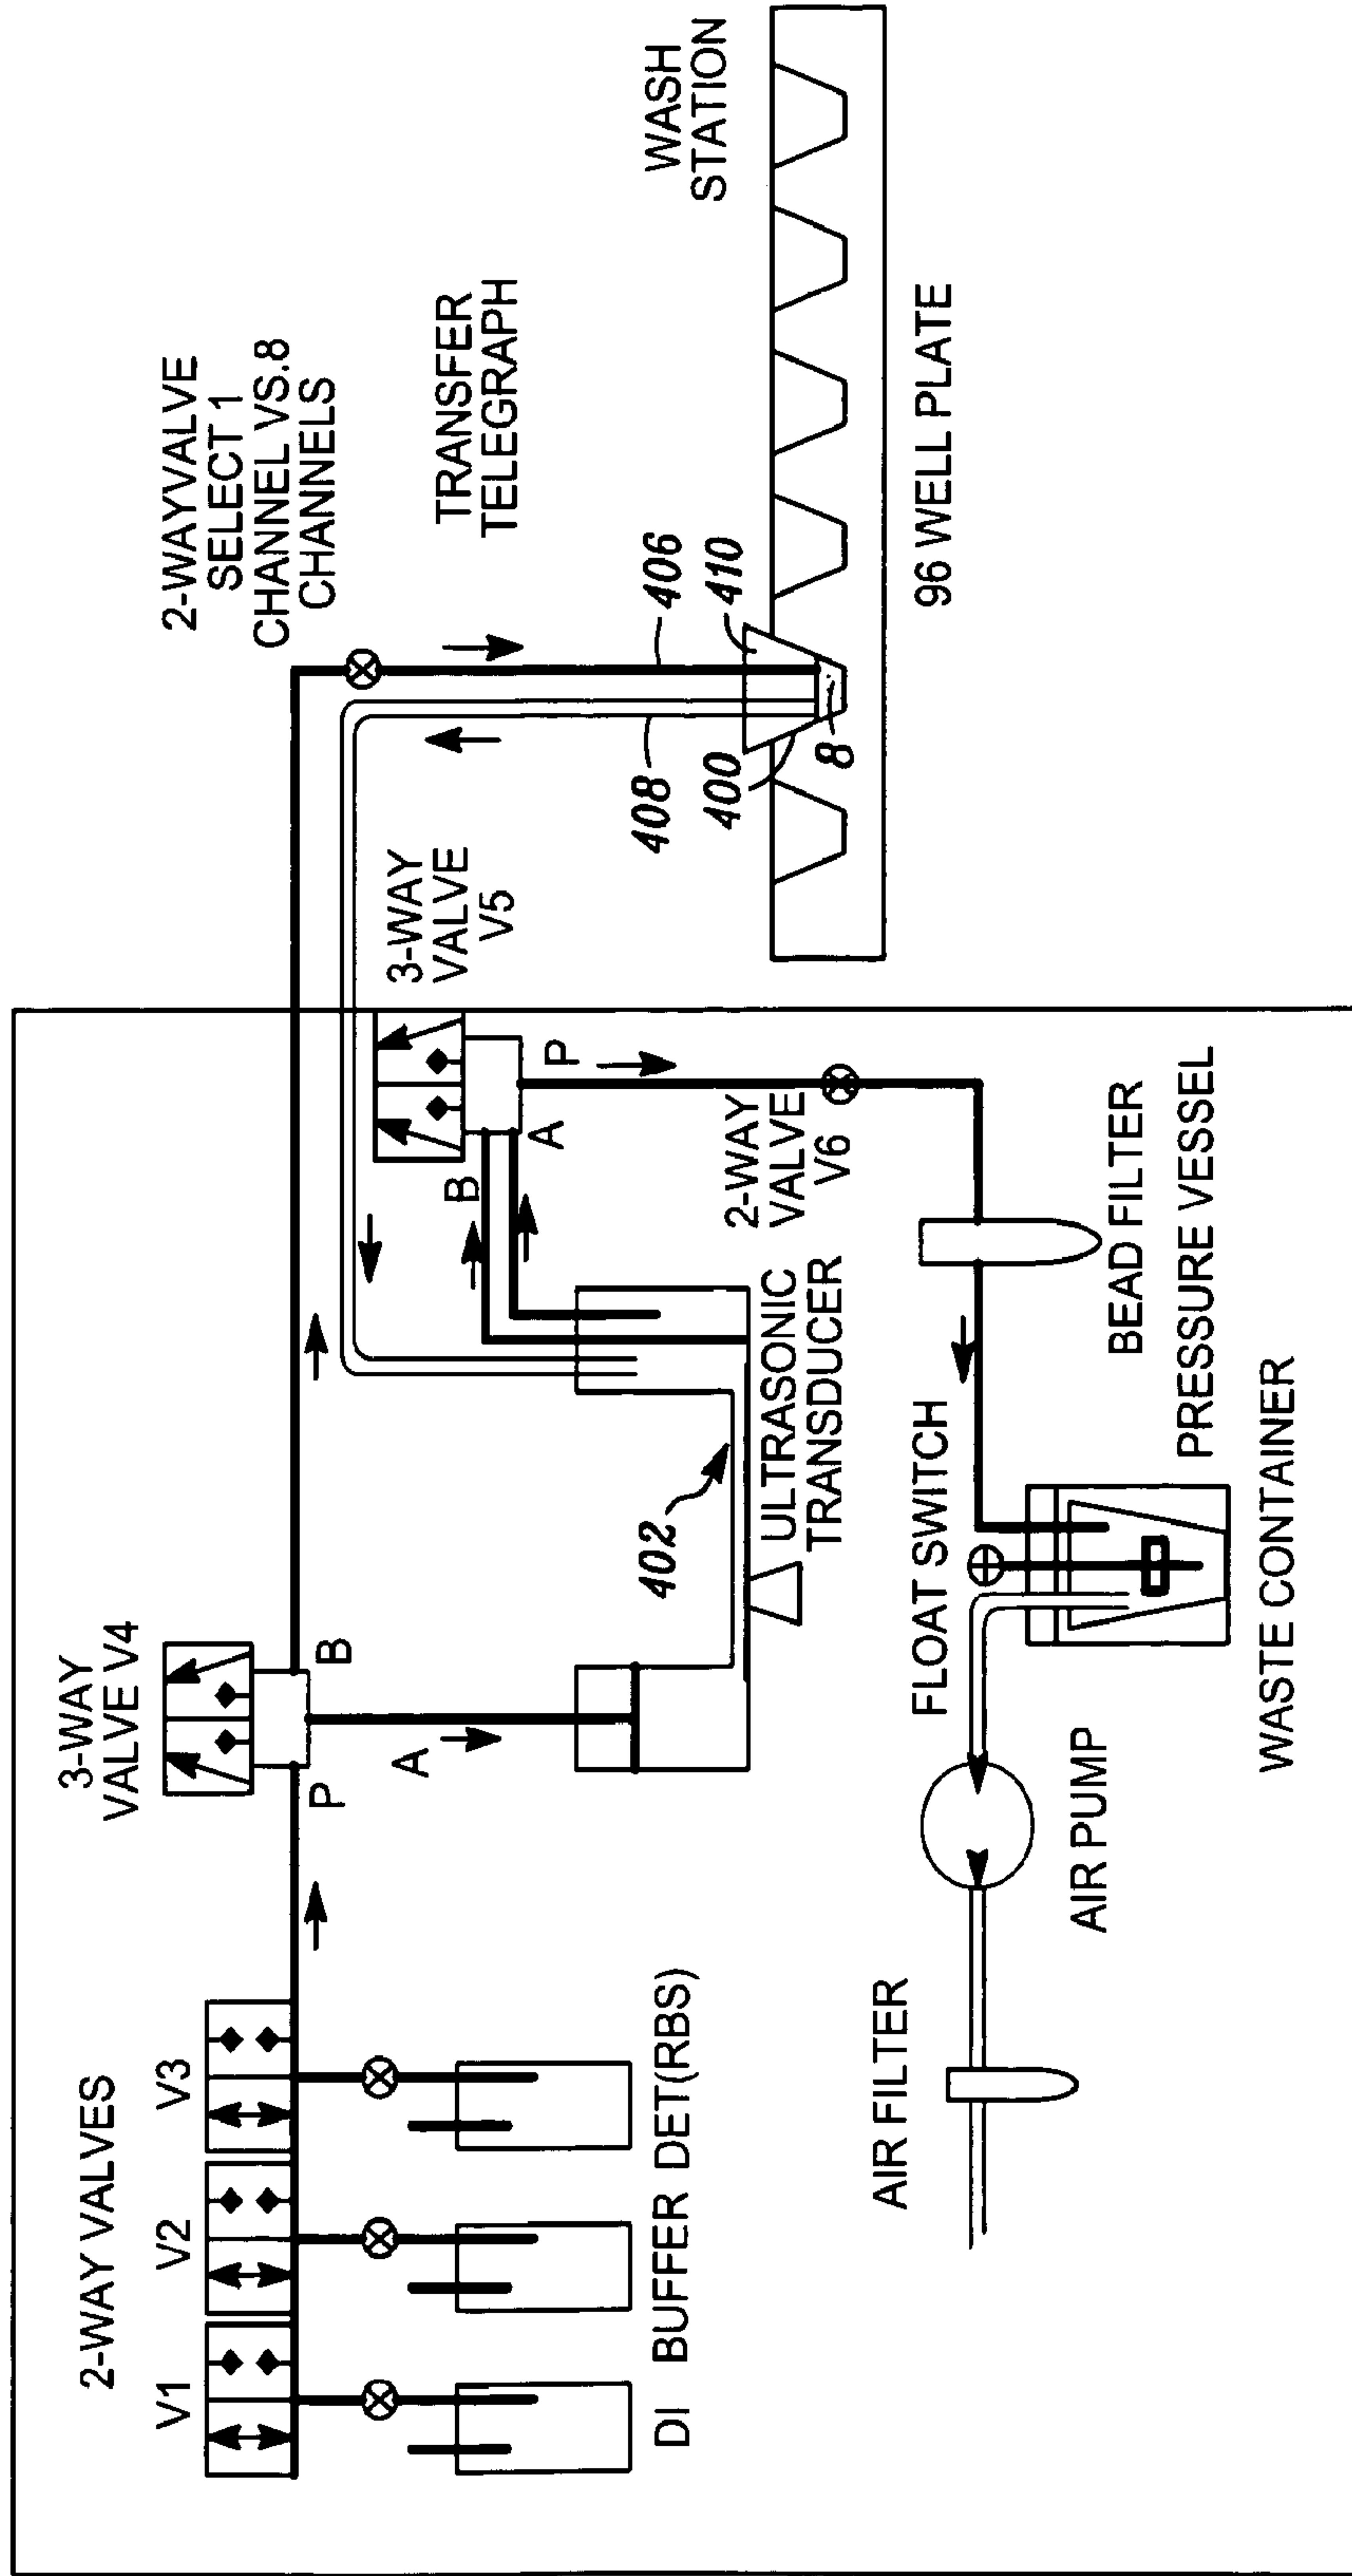 2-WAY VALVES
V1
V2
V3
DI
BUFFER
DET(RBS)
3-WAY
VALVE V4
P
B
A
402
ULTRASONIC
TRANSDUCER
B
A
P
3-WAY
VALVE
V5
2-WAY
VALVE
V6
2-WAYVALVE
SELECT 1
CHANNEL VS.8
CHANNELS
TRANSFER
TELEGRAPH
406
408
410
400
8
WASH
STATION
96 WELL PLATE
AIR FILTER
AIR PUMP
FLOAT SWITCH
BEAD FILTER
PRESSURE VESSEL
WASTE CONTAINER